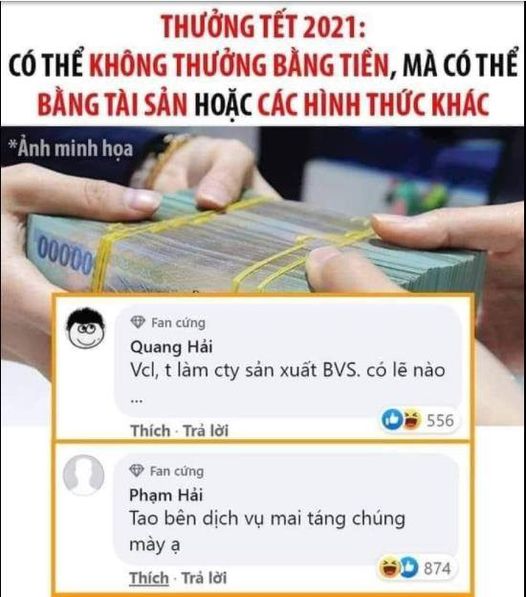 THƯỞNG TẾT 2021:
CÓ THỂ KHÔNG THƯỞNG BẰNG TIỀN, MÀ CÓ THỂ
BẰNG TÀI SẢN HOẶC CÁC HÌNH THỨC KHÁC
*Ảnh minh họa
00000
Fan cứng
Quang Hải
Vcl, t làm cty sản xuất BVS. có lẽ nào
...
Thích · Trả lời
556
Fan cứng
Phạm Hải
Tao bên dịch vụ mai táng chúng
mày ạ
Thích · Trả lời
874